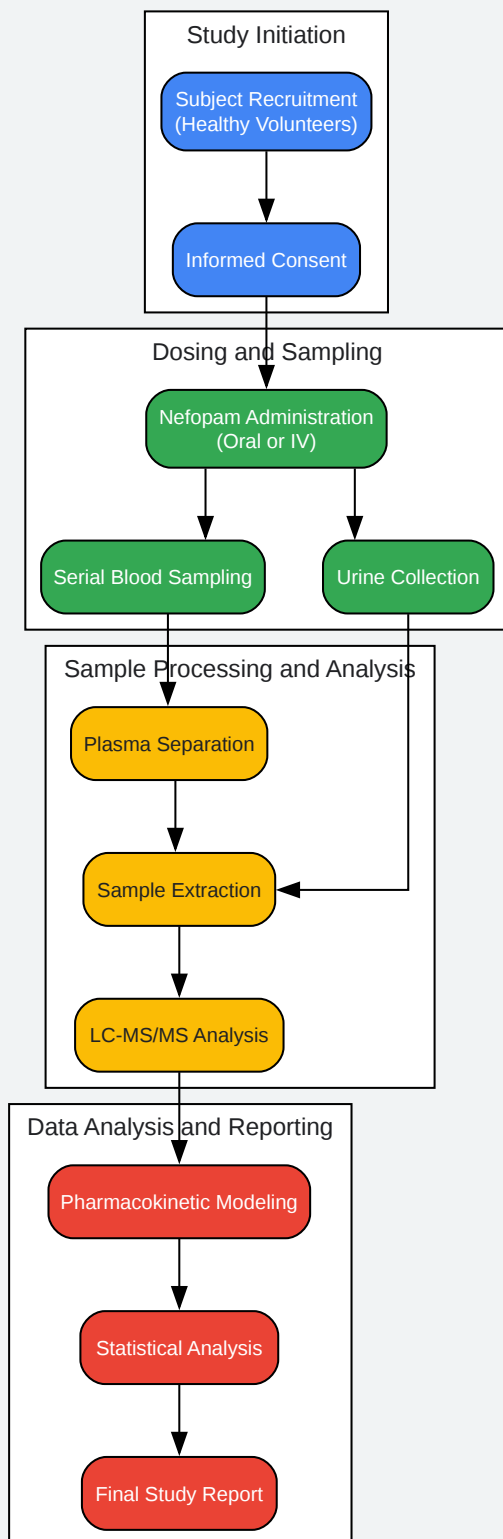 Study Initiation
Subject Recruitment
(Healthy Volunteers)
Informed Consent
Dosing and Sampling
Nefopam Administration
(Oral or IV)
Serial Blood Sampling
Urine Collection
Sample Processing and Analysis
Plasma Separation
Sample Extraction
LC-MS/MS Analysis
Data Analysis and Reporting
Pharmacokinetic Modeling
Statistical Analysis
Final Study Report